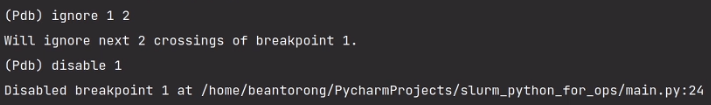 (Pdb) ignore 1 2
Will ignore next 2 crossings of breakpoint 1.
(Pdb) disable 1
Disabled breakpoint 1 at /home/beantorong/PycharmProjects/slurm_python_for_ops/main.py:24